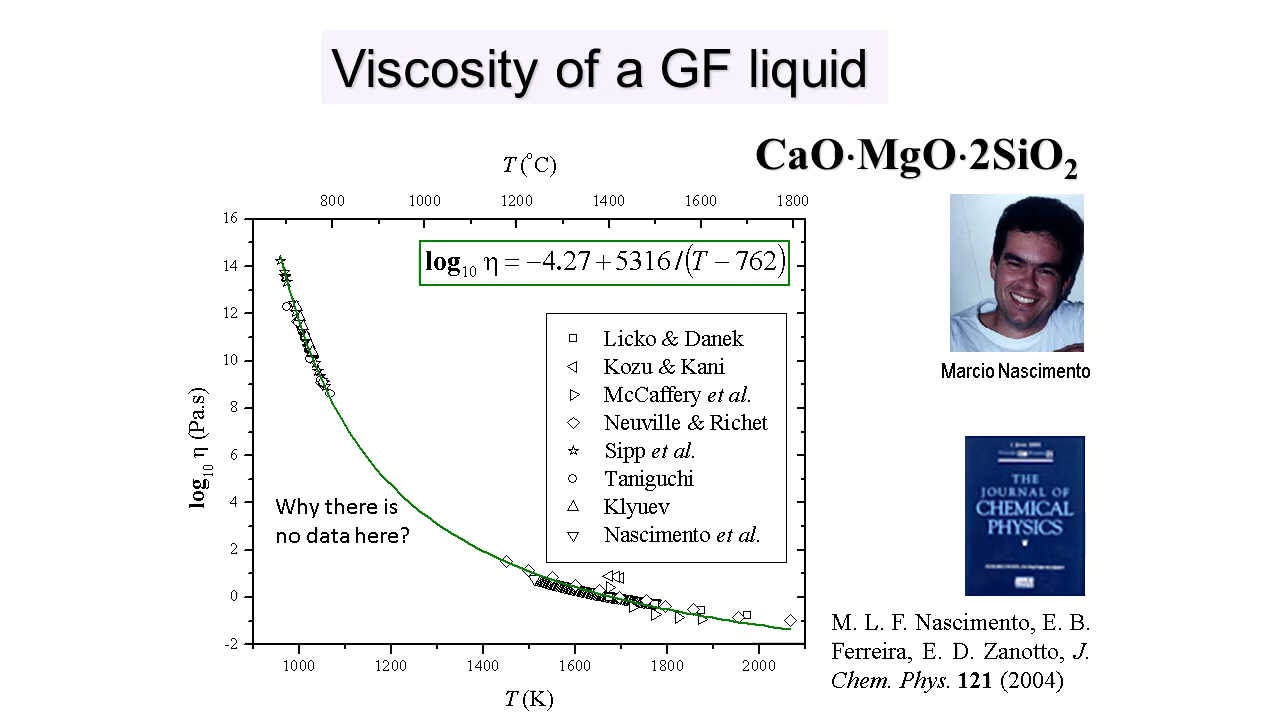 Viscosity of a GF liquid
CaO·MgO·2SiO₂
T (°C)
800 1000 1200 1400 1600 1800
16
14
12
10
8
6
4
2
0
-2
log₁₀ η (Pa.s)
log₁₀ η = −4.27 + 5316 / (T − 762)
Licko & Danek
Kozu & Kani
McCaffery et al.
Neuville & Richet
Sipp et al.
Taniguchi
Klyuev
Nascimento et al.
Why there is
no data here?
1000 1200 1400 1600 1800 2000
T (K)
Marcio Nascimento
THE
JOURNAL OF
CHEMICAL
PHYSICS
M. L. F. Nascimento, E. B.
Ferreira, E. D. Zanotto, J.
Chem. Phys. 121 (2004)